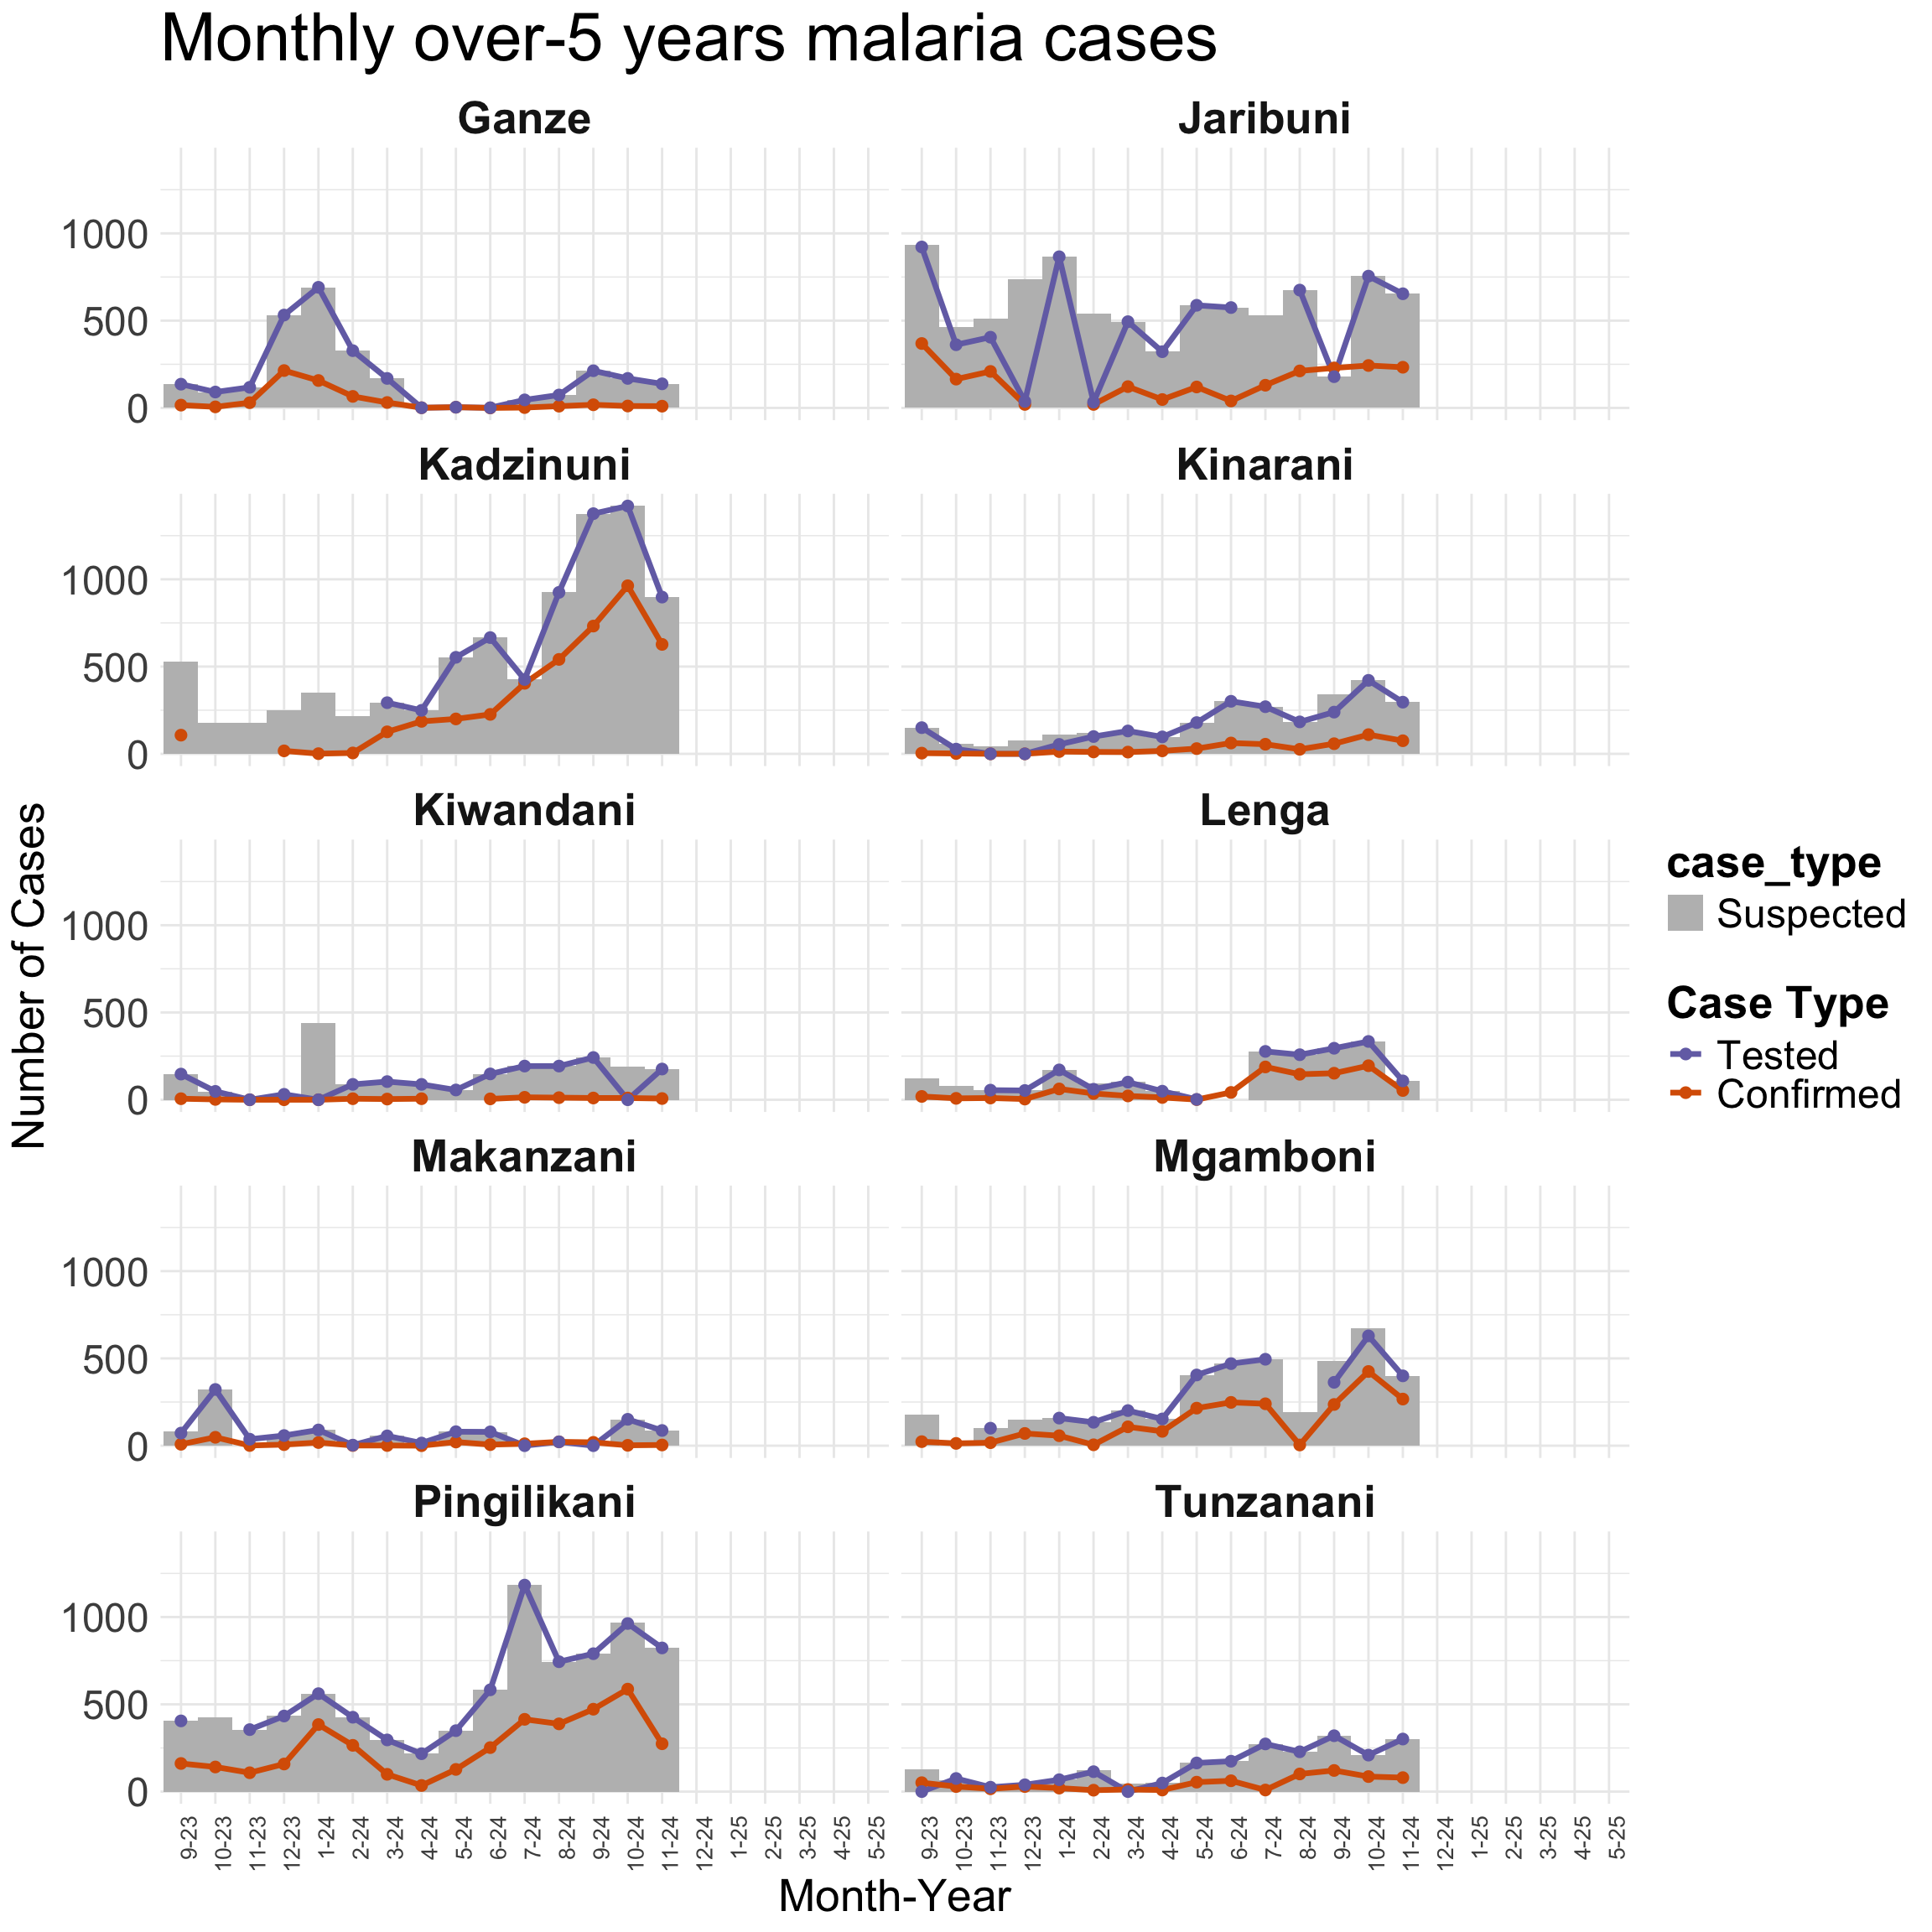 Monthly over-5 years malaria cases
Ganze
Jaribuni
1000
500
0
Kadzinuni
Kinarani
1000
500
0
Kiwandani
Lenga
1000
500
0
Makanzani
Mgamboni
1000
500
0
Pingilikani
Tunzanani
1000
500
0
Number of Cases
9-23 10-23 11-23 12-23 1-24 2-24 3-24 4-24 5-24 6-24 7-24 8-24 9-24 10-24 11-24 12-24 1-25 2-25 3-25 4-25 5-25
9-23 10-23 11-23 12-23 1-24 2-24 3-24 4-24 5-24 6-24 7-24 8-24 9-24 10-24 11-24 12-24 1-25 2-25 3-25 4-25 5-25
Month-Year
case_type
Suspected
Case Type
Tested
Confirmed